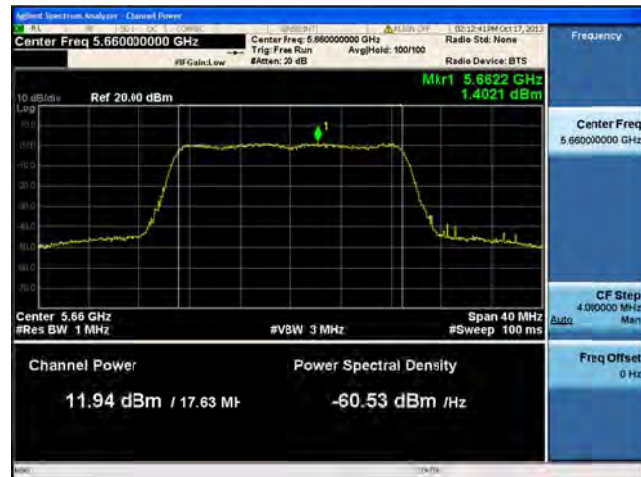 Agilent Spectrum Analyzer - Channel Power
Center Freq 5.660000000 GHz
Center Freq: 5.660000000 GHz
02:12:41PM Oct 17, 2013
Trig: Free Run
Avg|Hold: 100/100
Radio Std: None
#IFGain:Low
#Atten: 30 dB
Radio Device: BTS
Mkr1 5.6622 GHz
1.4021 dBm
10 dB/div
Ref 20.00 dBm
Log
1
Center 5.66 GHz
Span 40 MHz
#Res BW 1 MHz
#VBW 3 MHz
#Sweep 100 ms
Channel Power
Power Spectral Density
11.94 dBm / 17.63 MH
-60.53 dBm /Hz
Frequency
Center Freq
5.660000000 GHz
CF Step
4.000000 MHz
Auto
Man
Freq Offset
0 Hz